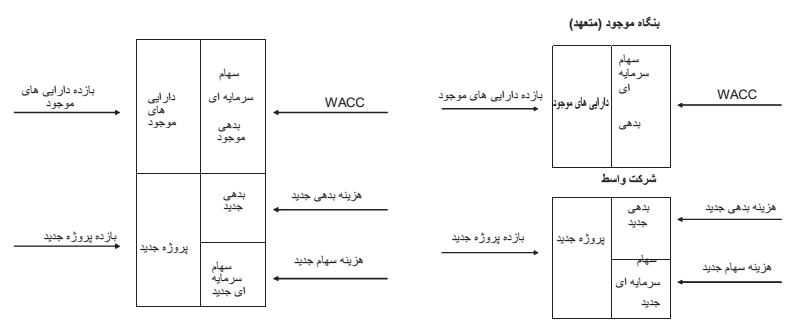 بنگاه موجود (متعهد)
بازده دارایی های موجود
دارایی های موجود
سهام
سرمایه
ای
بدهی
WACC
شرکت واسط
بازده پروژه جدید
پروژه جدید
بدهی
جدید
سهام
سرمایه ای
جدید
هزینه بدهی جدید
هزینه سهام جدید
بازده دارایی های
موجود
دارایی
های
موجود
سهام
سرمایه ای
بدهی
موجود
WACC
بازده پروژه جدید
پروژه جدید
بدهی
جدید
سهام
سرمایه
ای جدید
هزینه بدهی جدید
هزینه سهام جدید